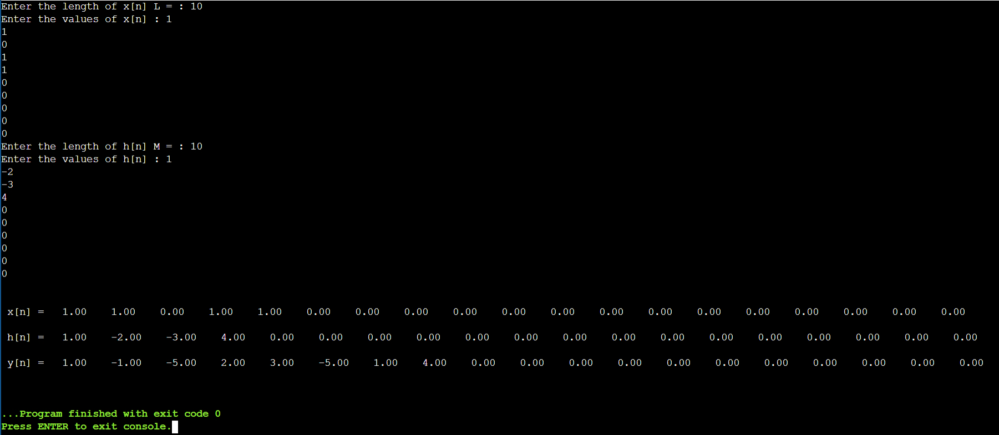 Enter the length of x[n] L = : 10
Enter the values of x[n] : 1
1
0
1
1
0
0
0
0
0
Enter the length of h[n] M = : 10
Enter the values of h[n] : 1
-2
-3
4
0
0
0
0
0
0
x[n] = 1.00 1.00 0.00 1.00 1.00 0.00 0.00 0.00 0.00 0.00 0.00 0.00 0.00 0.00 0.00 0.00 0.00 0.00 0.00
h[n] = 1.00 -2.00 -3.00 4.00 0.00 0.00 0.00 0.00 0.00 0.00 0.00 0.00 0.00 0.00 0.00 0.00 0.00 0.00 0.00
y[n] = 1.00 -1.00 -5.00 2.00 3.00 -5.00 1.00 4.00 0.00 0.00 0.00 0.00 0.00 0.00 0.00 0.00 0.00 0.00 0.00
...Program finished with exit code 0
Press ENTER to exit console.